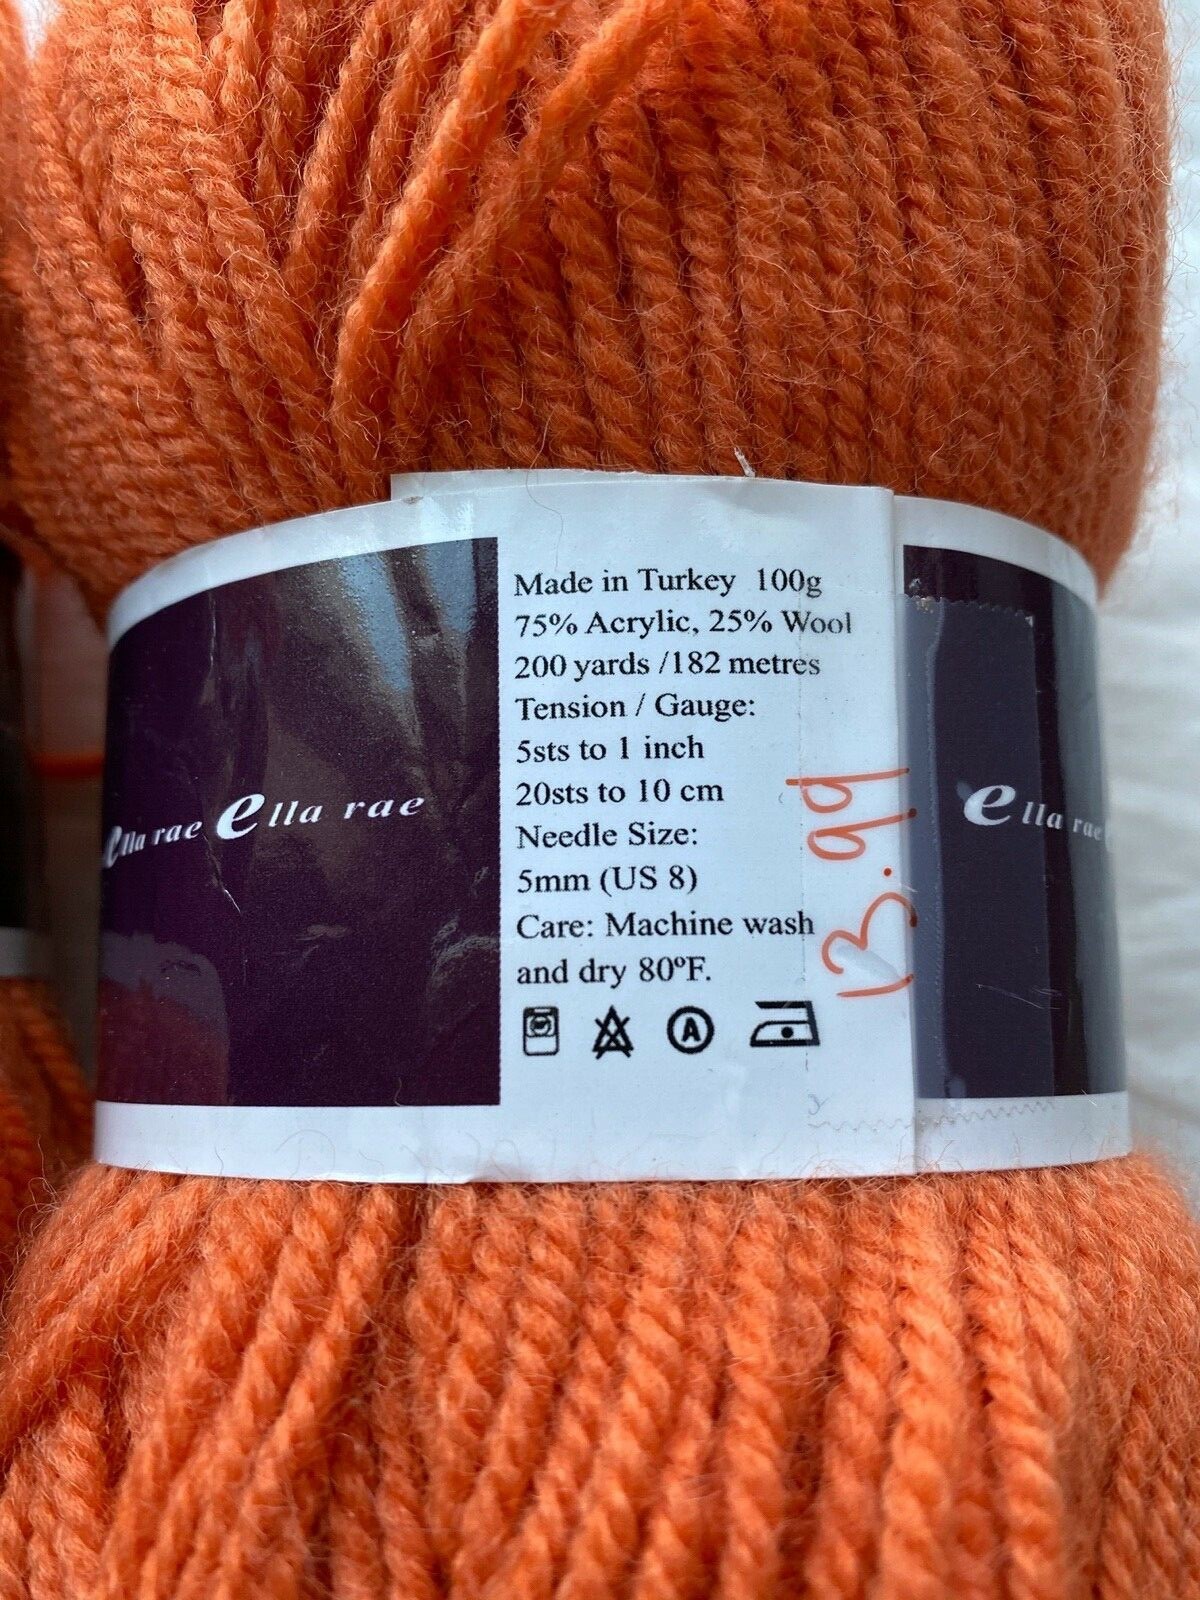 ella rae ella rae
Made in Turkey 100g
75% Acrylic, 25% Wool
200 yards /182 metres
Tension / Gauge:
5sts to 1 inch
20sts to 10 cm
Needle Size:
5mm (US 8)
Care: Machine wash
and dry 80ºF.
A
13.99
ella rae